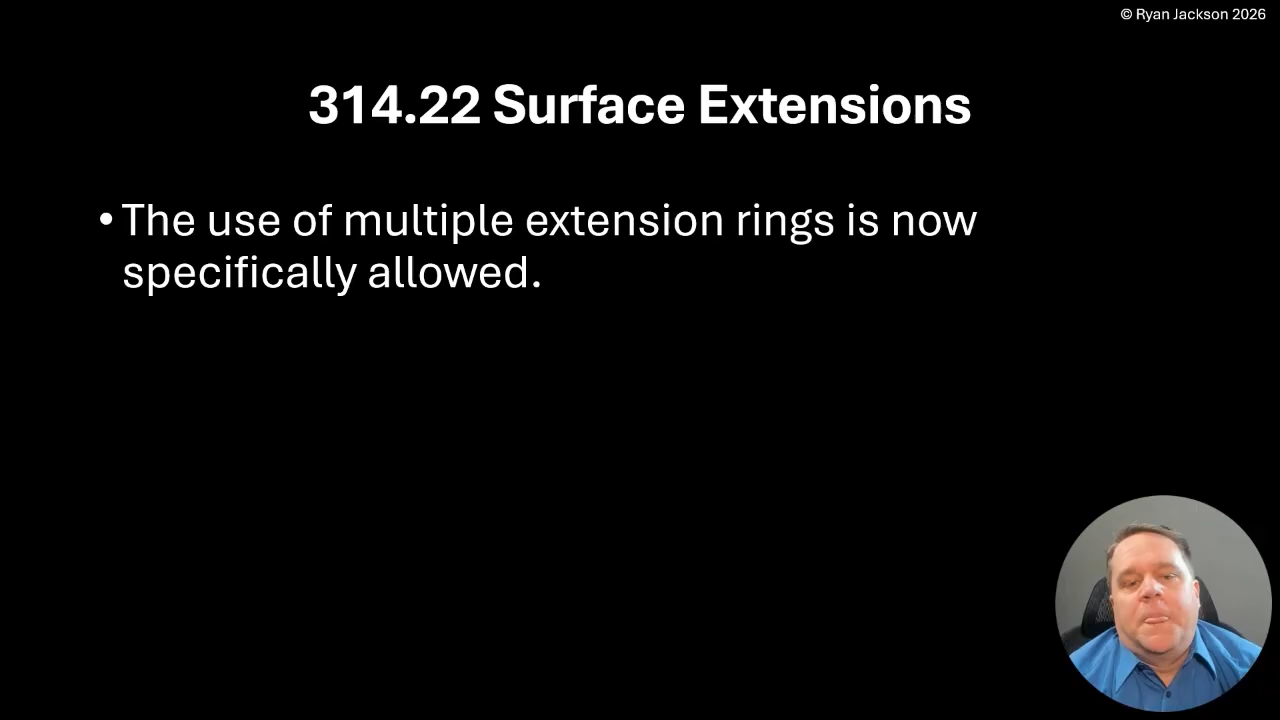 © Ryan Jackson 2026
314.22 Surface Extensions
•The use of multiple extension rings is now
specifically allowed.